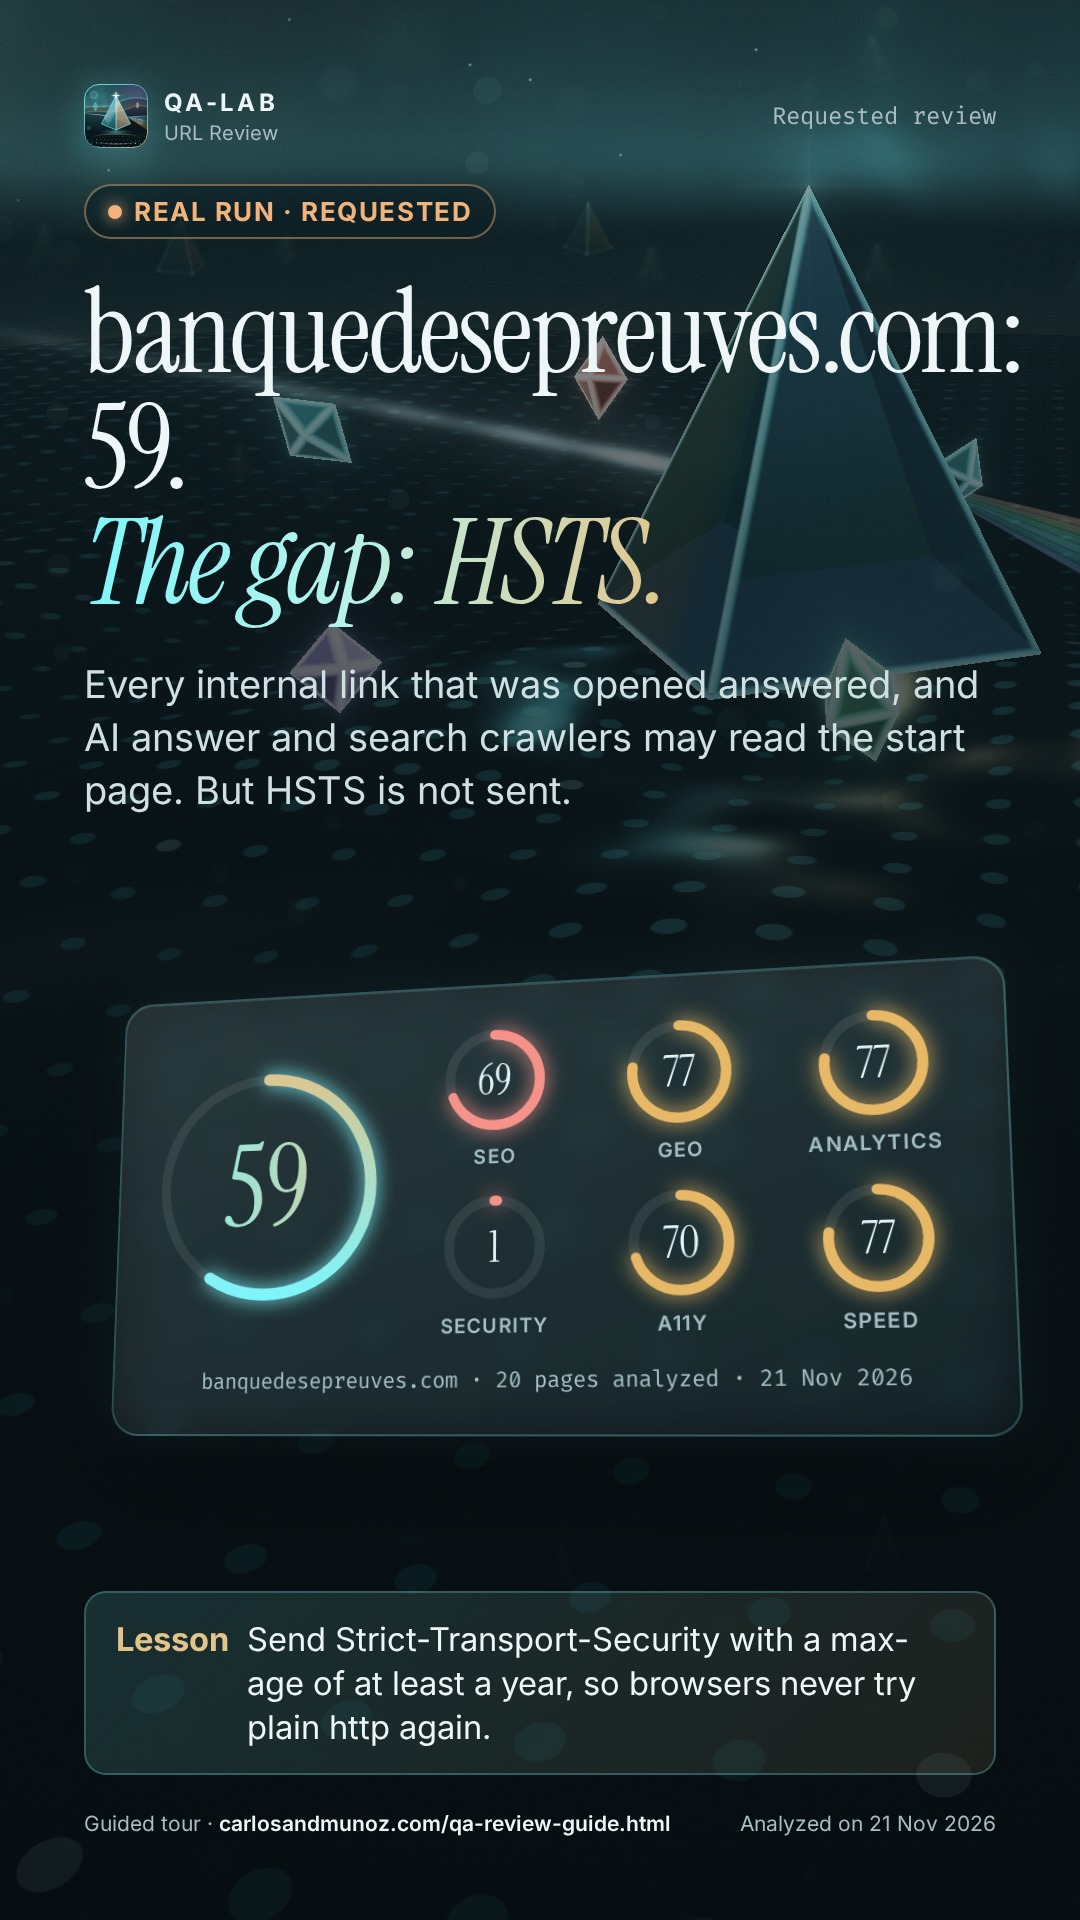 QA-LAB
URL Review
Requested review
REAL RUN · REQUESTED
banquedesepreuves.com:
59.
The gap: HSTS.
Every internal link that was opened answered, and
AI answer and search crawlers may read the start
page. But HSTS is not sent.
59
69
SEO
77
GEO
77
ANALYTICS
1
SECURITY
70
A11Y
77
SPEED
banquedesepreuves.com · 20 pages analyzed · 21 Nov 2026
Lesson Send Strict-Transport-Security with a max-
age of at least a year, so browsers never try
plain http again.
Guided tour · carlosandmunoz.com/qa-review-guide.html
Analyzed on 21 Nov 2026